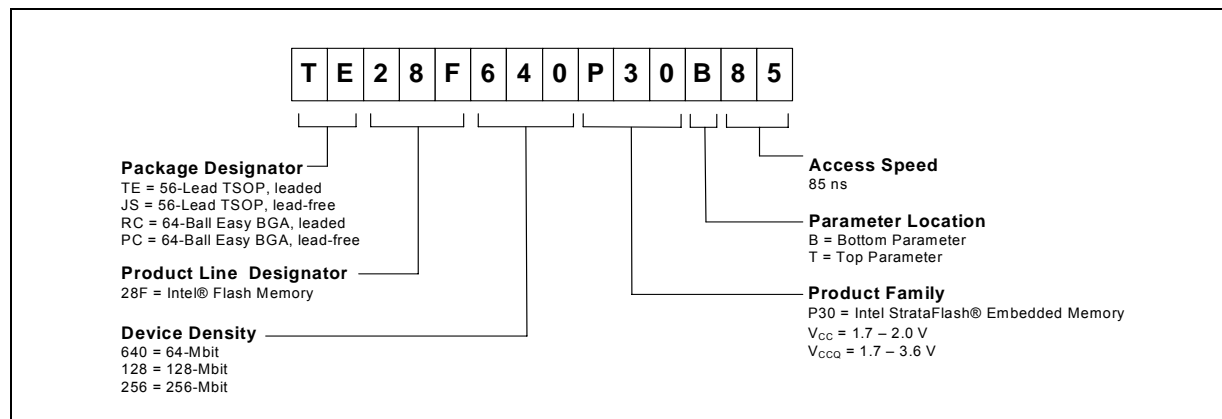 T E 2 8 F 6 4 0 P 3 0 B 8 5
Package Designator
TE = 56-Lead TSOP, leaded
JS = 56-Lead TSOP, lead-free
RC = 64-Ball Easy BGA, leaded
PC = 64-Ball Easy BGA, lead-free
Product Line Designator
28F = Intel® Flash Memory
Device Density
640 = 64-Mbit
128 = 128-Mbit
256 = 256-Mbit
Access Speed
85 ns
Parameter Location
B = Bottom Parameter
T = Top Parameter
Product Family
P30 = Intel StrataFlash® Embedded Memory
VCC = 1.7 – 2.0 V
VCCQ = 1.7 – 3.6 V